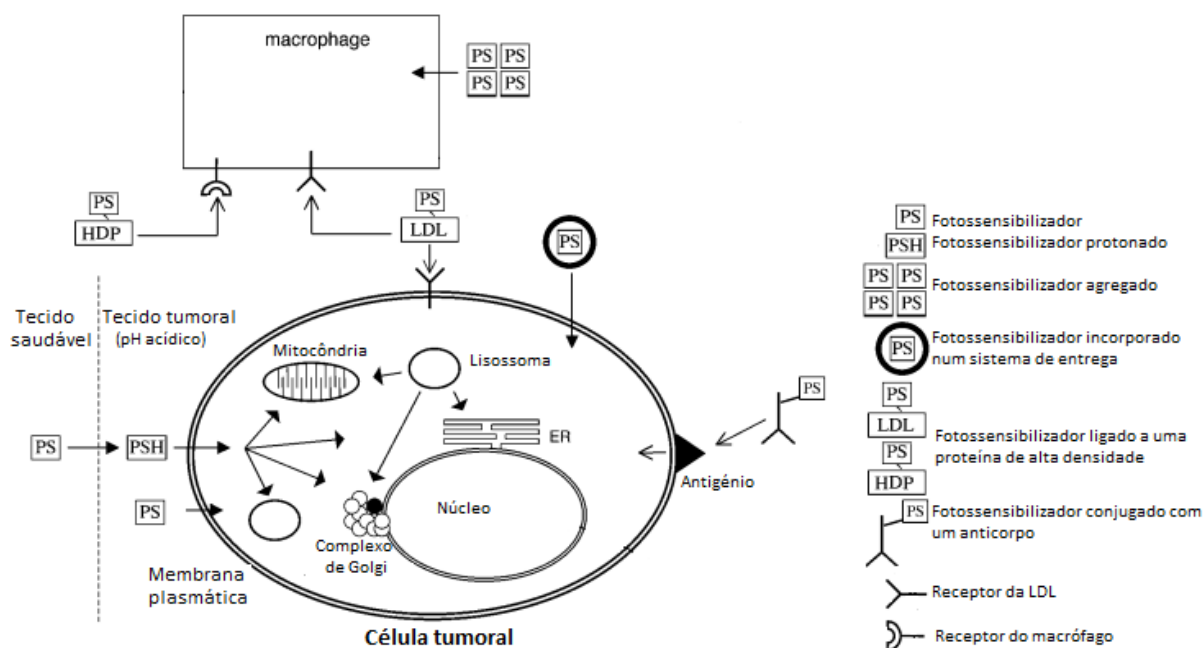 macrophage
PS PS
PS PS
PS
HDP
PS
LDL
PS
Tecido
saudável
Tecido tumoral
(pH acídico)
Mitocôndria
Lisossoma
ER
PS
PS
PSH
PS
Antigénio
Núcleo
Complexo
de Golgi
Membrana
plasmática
Célula tumoral
PS Fotossensibilizador
PSH Fotossensibilizador protonado
PS PS
PS PS
Fotossensibilizador agregado
PS
Fotossensibilizador incorporado
num sistema de entrega
PS
LDL
PS
HDP
Fotossensibilizador ligado a uma
proteína de alta densidade
PS
Fotossensibilizador conjugado com
um anticorpo
Receptor da LDL
Receptor do macrófago